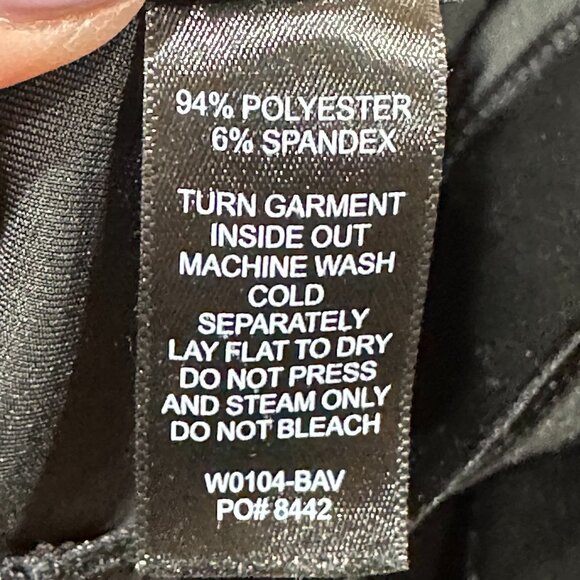 94% POLYESTER
6% SPANDEX
TURN GARMENT
INSIDE OUT
MACHINE WASH
COLD
SEPARATELY
LAY FLAT TO DRY
DO NOT PRESS
AND STEAM ONLY
DO NOT BLEACH
W0104-BAV
PO# 8442